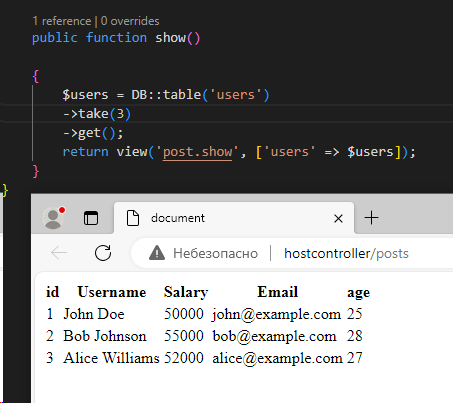 1 reference | 0 overrides
public function show()
{
$users = DB::table('users')
->take(3)
->get();
return view('post.show', ['users' => $users]);
}
}
document
Небезопасно hostcontroller/posts
id Username Salary Email age
1 John Doe 50000 john@example.com 25
2 Bob Johnson 55000 bob@example.com 28
3 Alice Williams 52000 alice@example.com 27